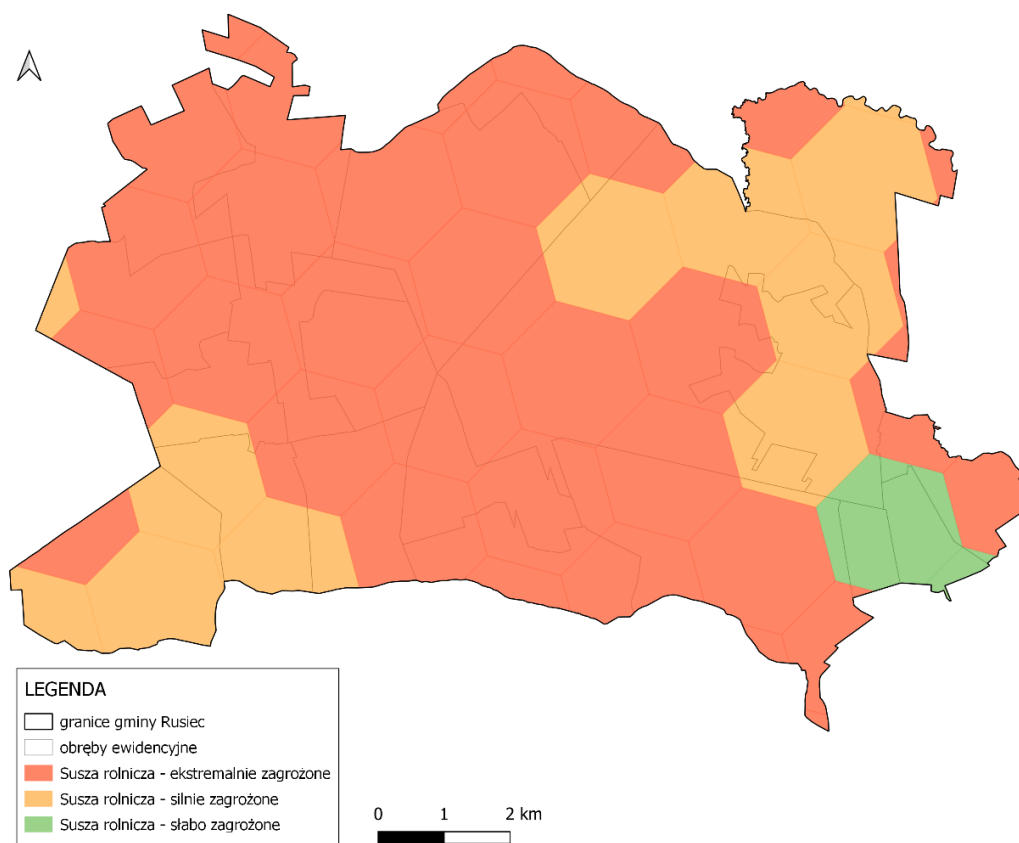 LEGENDA
granice gminy Rusiec
obręby ewidencyjne
Susza rolnicza - ekstremalnie zagrożone
Susza rolnicza - silnie zagrożone
Susza rolnicza - słabo zagrożone
0 1 2 km